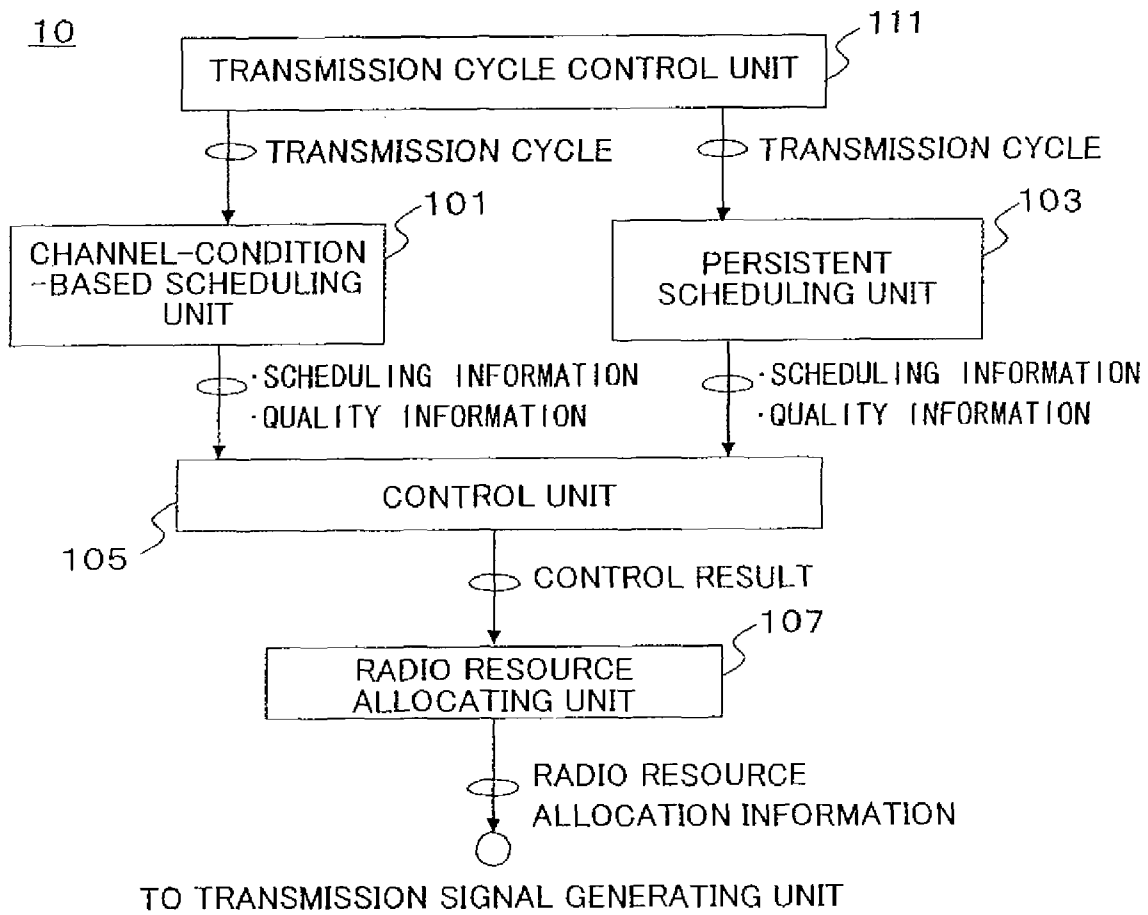 10
111
TRANSMISSION CYCLE CONTROL UNIT
TRANSMISSION CYCLE
TRANSMISSION CYCLE
101
103
CHANNEL-CONDITION
-BASED SCHEDULING
UNIT
PERSISTENT
SCHEDULING UNIT
·SCHEDULING INFORMATION
·QUALITY INFORMATION
·SCHEDULING INFORMATION
·QUALITY INFORMATION
CONTROL UNIT
105
CONTROL RESULT
107
RADIO RESOURCE
ALLOCATING UNIT
RADIO RESOURCE
ALLOCATION INFORMATION
TO TRANSMISSION SIGNAL GENERATING UNIT